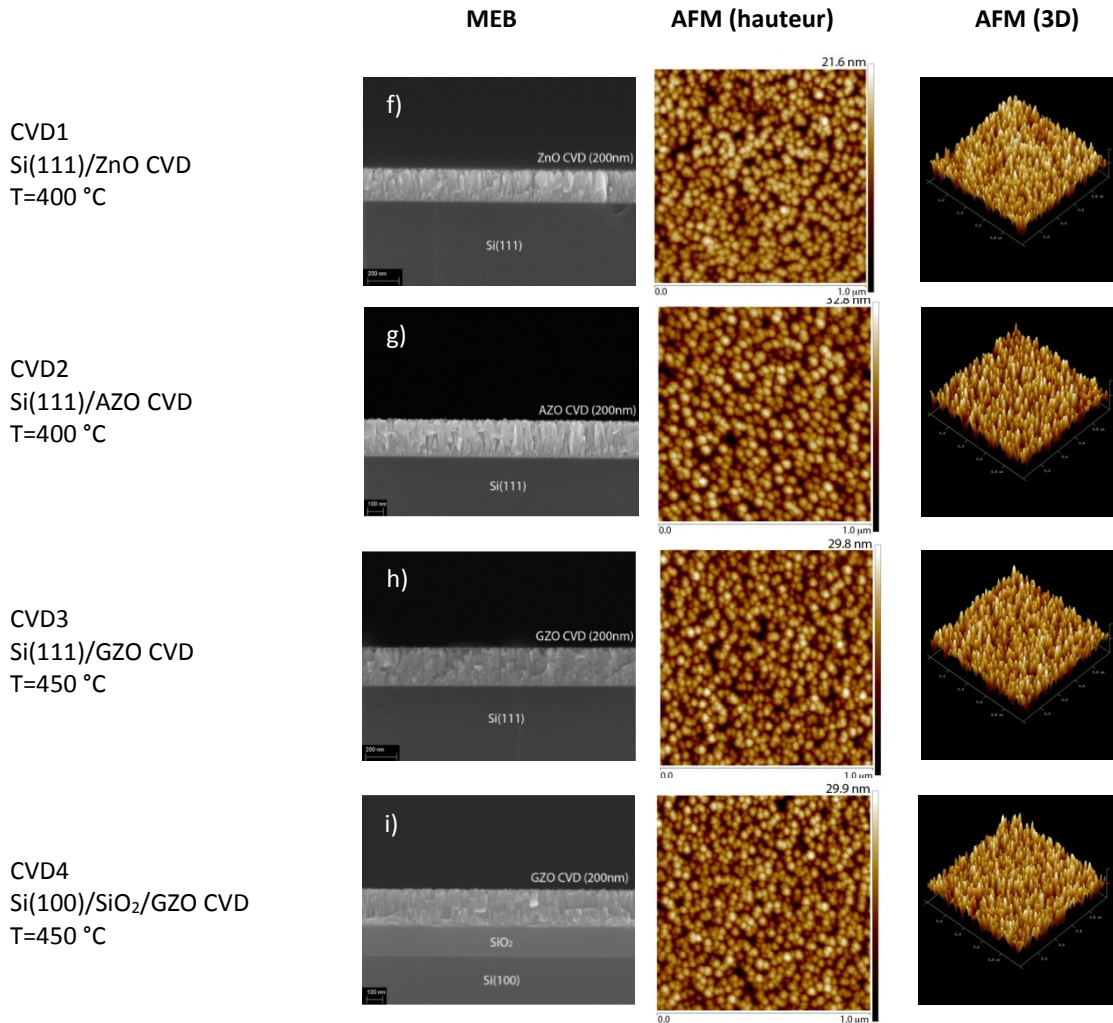 MEB AFM (hauteur) AFM (3D)
CVD1
Si(111)/ZnO CVD
T=400 °C
f)
ZnO CVD (200nm)
Si(111)
200 nm
21.6 nm
0.0 1.0 µm
CVD2
Si(111)/AZO CVD
T=400 °C
g)
AZO CVD (200nm)
Si(111)
100 nm
32.8 nm
0.0 1.0 µm
CVD3
Si(111)/GZO CVD
T=450 °C
h)
GZO CVD (200nm)
Si(111)
200 nm
29.8 nm
0.0 1.0 µm
CVD4
Si(100)/SiO₂/GZO CVD
T=450 °C
i)
GZO CVD (200nm)
SiO₂
Si(100)
100 nm
29.9 nm
0.0 1.0 µm